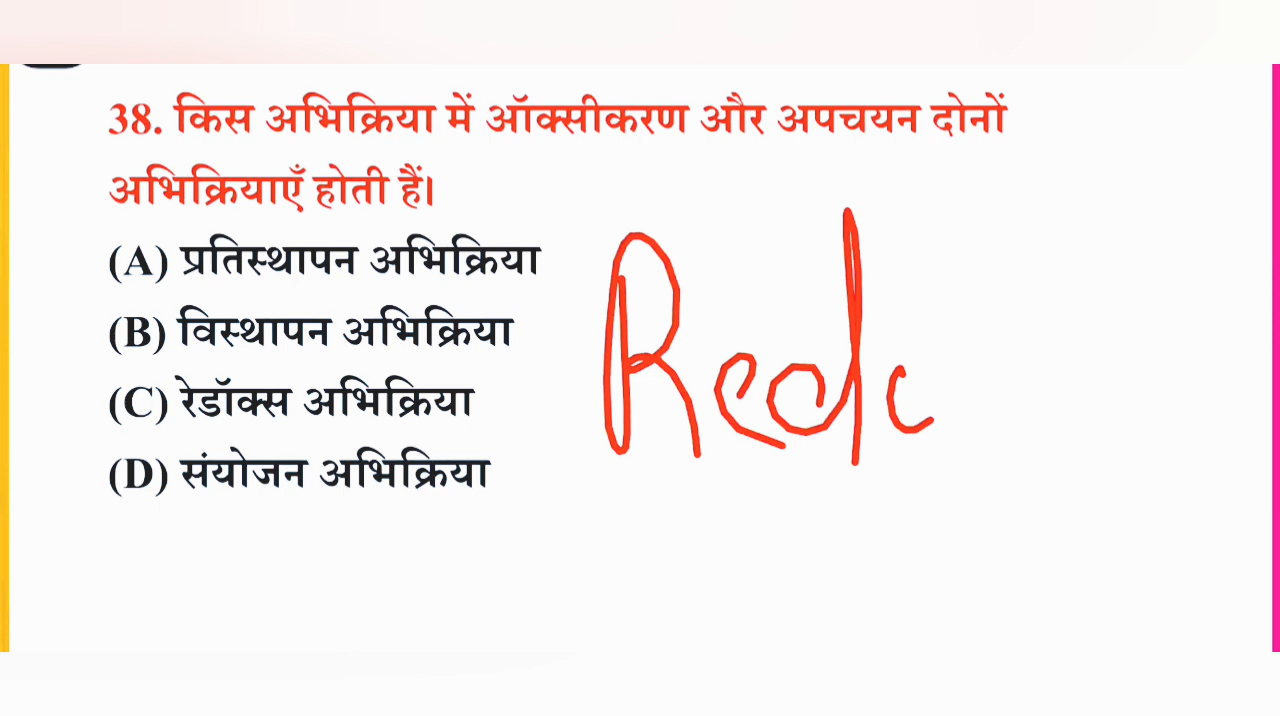 38. किस अभिक्रिया में ऑक्सीकरण और अपचयन दोनों
अभिक्रियाएँ होती हैं।
(A) प्रतिस्थापन अभिक्रिया
(B) विस्थापन अभिक्रिया
(C) रेडॉक्स अभिक्रिया
(D) संयोजन अभिक्रिया
Redc